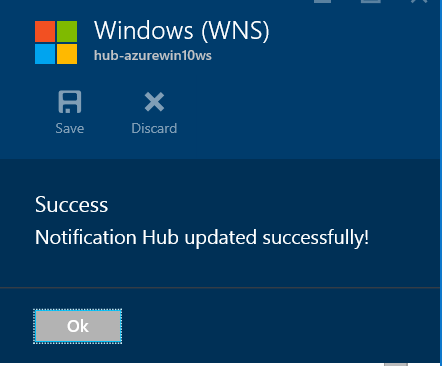 Windows (WNS)
hub-azurewin10ws
Save Discard
Success
Notification Hub updated successfully!
Ok